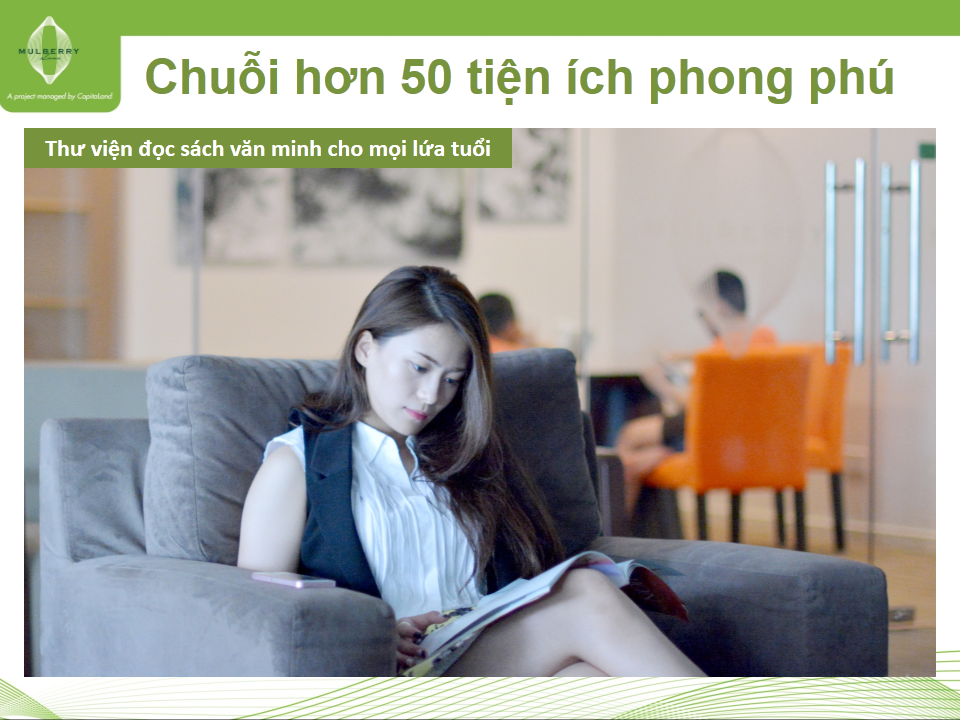 MULBERRY
Lane
A project managed by CapitaLand
Chuỗi hơn 50 tiện ích phong phú
Thư viện đọc sách văn minh cho mọi lứa tuổi